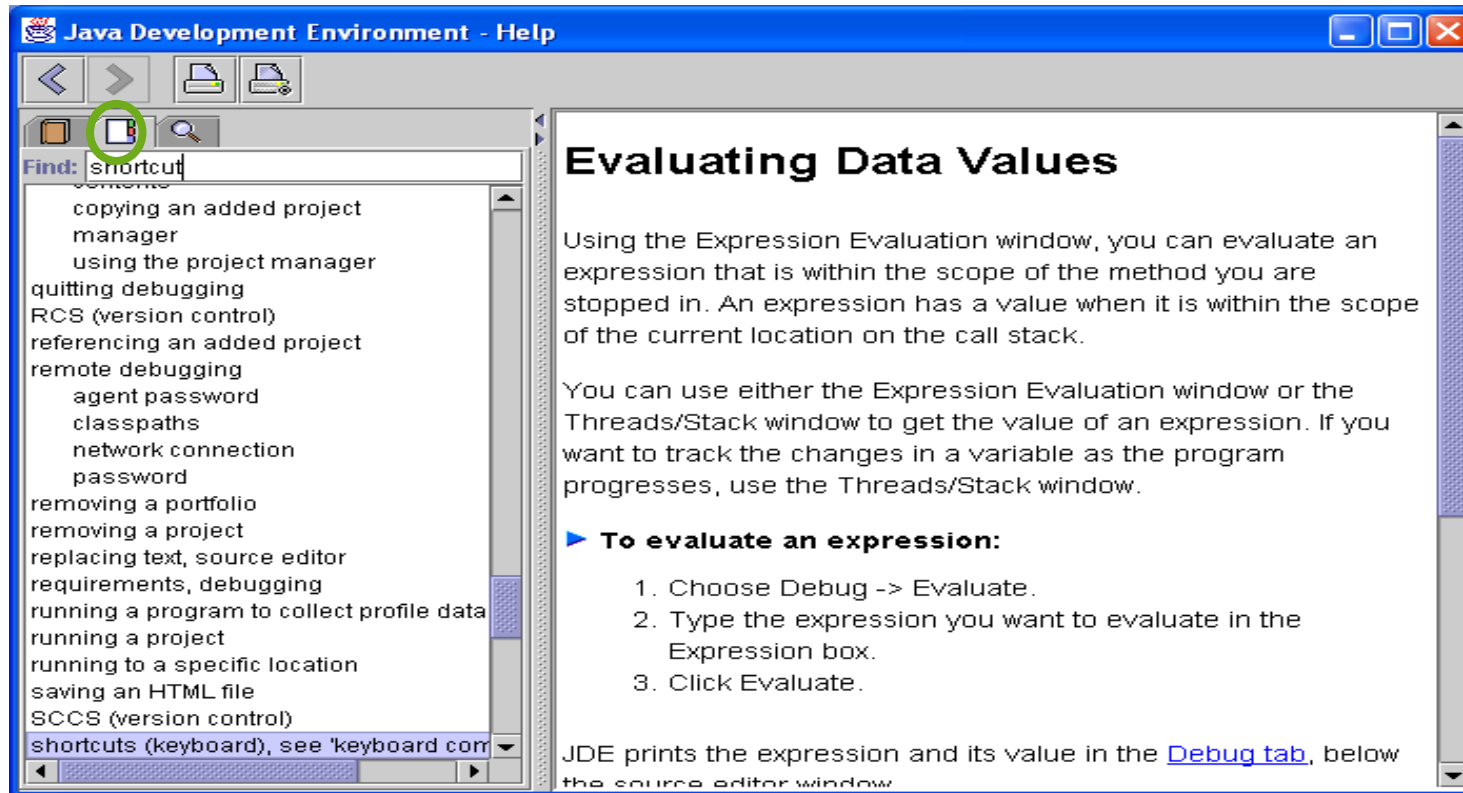 Java Development Environment - Help
Find: shortcut
contents
copying an added project
manager
using the project manager
quitting debugging
RCS (version control)
referencing an added project
remote debugging
agent password
classpaths
network connection
password
removing a portfolio
removing a project
replacing text, source editor
requirements, debugging
running a program to collect profile data
running a project
running to a specific location
saving an HTML file
SCCS (version control)
shortcuts (keyboard), see 'keyboard com
Evaluating Data Values
Using the Expression Evaluation window, you can evaluate an
expression that is within the scope of the method you are
stopped in. An expression has a value when it is within the scope
of the current location on the call stack.
You can use either the Expression Evaluation window or the
Threads/Stack window to get the value of an expression. If you
want to track the changes in a variable as the program
progresses, use the Threads/Stack window.
To evaluate an expression:
1. Choose Debug -> Evaluate.
2. Type the expression you want to evaluate in the
Expression box.
3. Click Evaluate.
JDE prints the expression and its value in the Debug tab, below
the source editor window